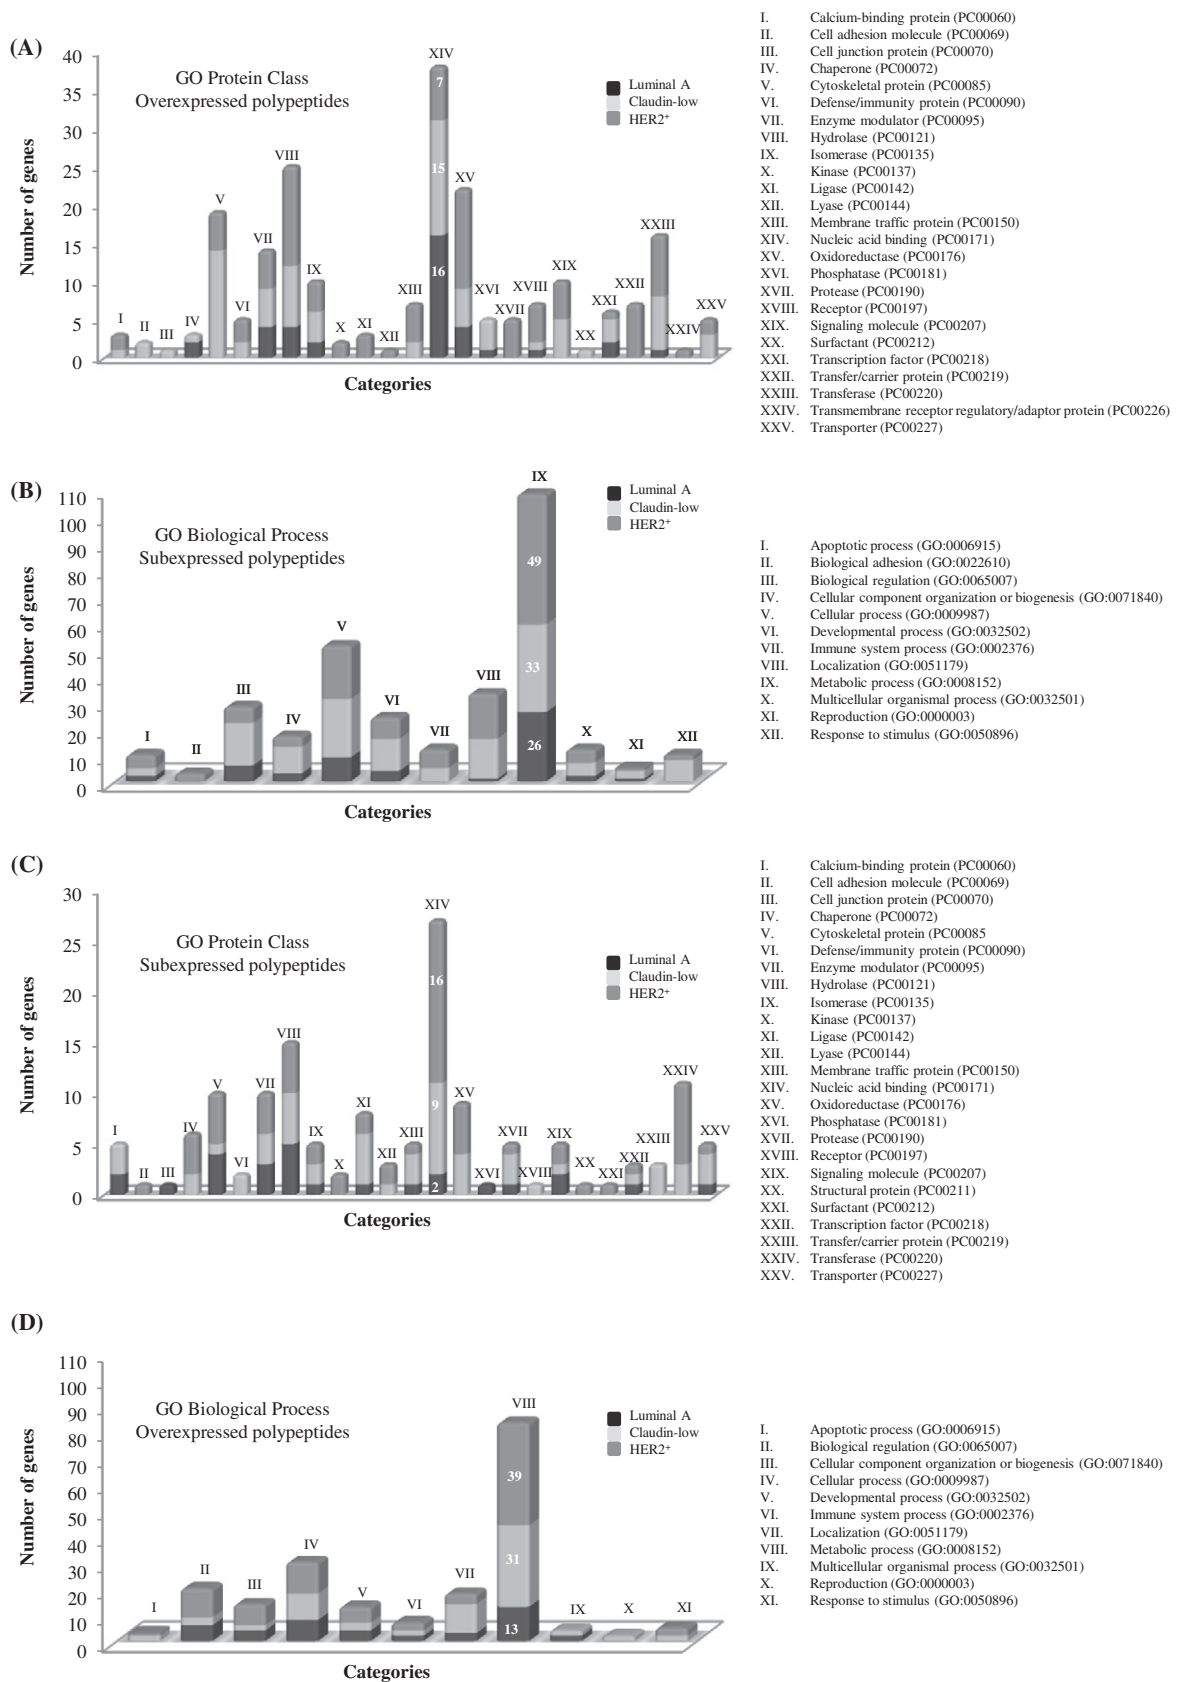 (A)
GO Protein Class
Overexpressed polypeptides
Luminal A
Claudin-low
HER2⁺
Number of genes
40
35
30
25
20
15
10
5
0
I
II
III
IV
V
VI
VII
VIII
IX
X
XI
XII
XIII
XIV
XV
XVI
XVII
XVIII
XIX
XX
XXI
XXII
XXIII
XXIV
XXV
7
15
16
Categories
I. Calcium-binding protein (PC00060)
II. Cell adhesion molecule (PC00069)
III. Cell junction protein (PC00070)
IV. Chaperone (PC00072)
V. Cytoskeletal protein (PC00085)
VI. Defense/immunity protein (PC00090)
VII. Enzyme modulator (PC00095)
VIII. Hydrolase (PC00121)
IX. Isomerase (PC00135)
X. Kinase (PC00137)
XI. Ligase (PC00142)
XII. Lyase (PC00144)
XIII. Membrane traffic protein (PC00150)
XIV. Nucleic acid binding (PC00171)
XV. Oxidoreductase (PC00176)
XVI. Phosphatase (PC00181)
XVII. Protease (PC00190)
XVIII. Receptor (PC00197)
XIX. Signaling molecule (PC00207)
XX. Surfactant (PC00212)
XXI. Transcription factor (PC00218)
XXII. Transfer/carrier protein (PC00219)
XXIII. Transferase (PC00220)
XXIV. Transmembrane receptor regulatory/adaptor protein (PC00226)
XXV. Transporter (PC00227)
(B)
GO Biological Process
Subexpressed polypeptides
Luminal A
Claudin-low
HER2⁺
Number of genes
110
100
90
80
70
60
50
40
30
20
10
0
I
II
III
IV
V
VI
VII
VIII
IX
X
XI
XII
49
33
26
Categories
I. Apoptotic process (GO:0006915)
II. Biological adhesion (GO:0022610)
III. Biological regulation (GO:0065007)
IV. Cellular component organization or biogenesis (GO:0071840)
V. Cellular process (GO:0009987)
VI. Developmental process (GO:0032502)
VII. Immune system process (GO:0002376)
VIII. Localization (GO:0051179)
IX. Metabolic process (GO:0008152)
X. Multicellular organismal process (GO:0032501)
XI. Reproduction (GO:0000003)
XII. Response to stimulus (GO:0050896)
(C)
GO Protein Class
Subexpressed polypeptides
Luminal A
Claudin-low
HER2⁺
Number of genes
30
25
20
15
10
5
0
I
II
III
IV
V
VI
VII
VIII
IX
X
XI
XII
XIII
XIV
XV
XVI
XVII
XVIII
XIX
XX
XXI
XXII
XXIII
XXIV
XXV
16
9
2
Categories
I. Calcium-binding protein (PC00060)
II. Cell adhesion molecule (PC00069)
III. Cell junction protein (PC00070)
IV. Chaperone (PC00072)
V. Cytoskeletal protein (PC00085
VI. Defense/immunity protein (PC00090)
VII. Enzyme modulator (PC00095)
VIII. Hydrolase (PC00121)
IX. Isomerase (PC00135)
X. Kinase (PC00137)
XI. Ligase (PC00142)
XII. Lyase (PC00144)
XIII. Membrane traffic protein (PC00150)
XIV. Nucleic acid binding (PC00171)
XV. Oxidoreductase (PC00176)
XVI. Phosphatase (PC00181)
XVII. Protease (PC00190)
XVIII. Receptor (PC00197)
XIX. Signaling molecule (PC00207)
XX. Structural protein (PC00211)
XXI. Surfactant (PC00212)
XXII. Transcription factor (PC00218)
XXIII. Transfer/carrier protein (PC00219)
XXIV. Transferase (PC00220)
XXV. Transporter (PC00227)
(D)
GO Biological Process
Overexpressed polypeptides
Luminal A
Claudin-low
HER2⁺
Number of genes
110
100
90
80
70
60
50
40
30
20
10
0
I
II
III
IV
V
VI
VII
VIII
IX
X
XI
39
31
13
Categories
I. Apoptotic process (GO:0006915)
II. Biological regulation (GO:0065007)
III. Cellular component organization or biogenesis (GO:0071840)
IV. Cellular process (GO:0009987)
V. Developmental process (GO:0032502)
VI. Immune system process (GO:0002376)
VII. Localization (GO:0051179)
VIII. Metabolic process (GO:0008152)
IX. Multicellular organismal process (GO:0032501)
X. Reproduction (GO:0000003)
XI. Response to stimulus (GO:0050896)